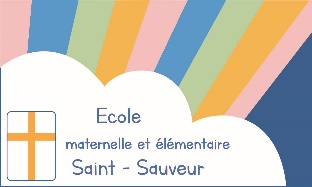 Ecole
maternelle et élémentaire
Saint - Sauveur